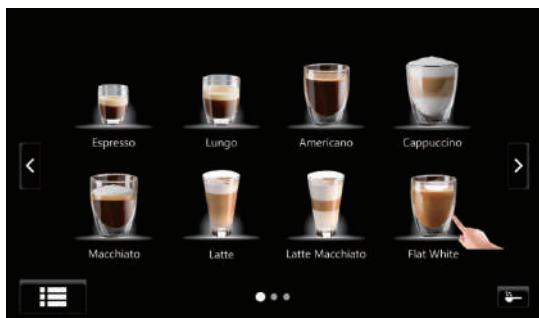 Espresso
Lungo
Americano
Cappuccino
Macchiato
Latte
Latte Macchiato
Flat White